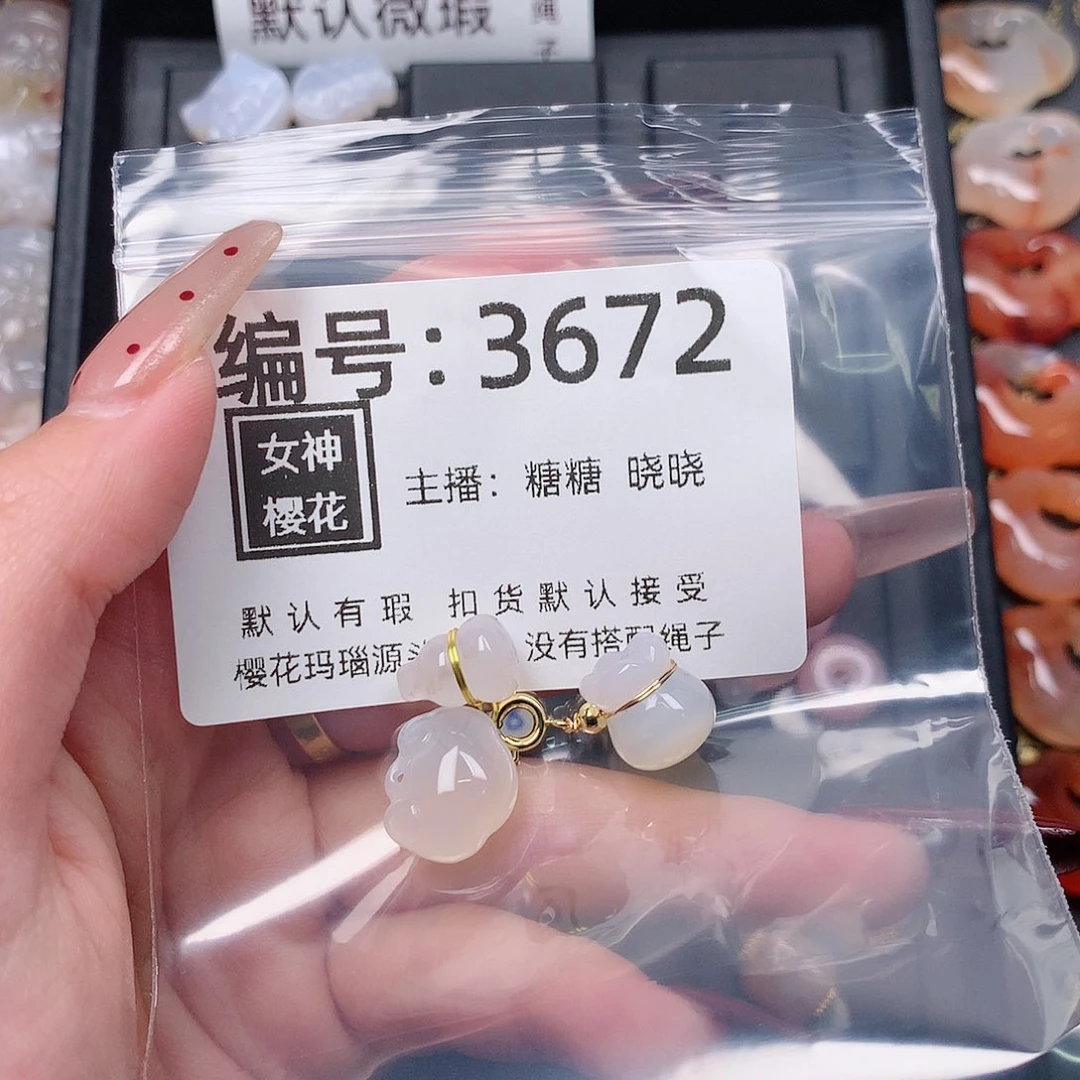 默认微瑕
绳
子
编号:3672
女神
樱花
主播：糖糖 晓晓
默认有瑕 扣货默认接受
樱花玛瑙源 没有搭配绳子